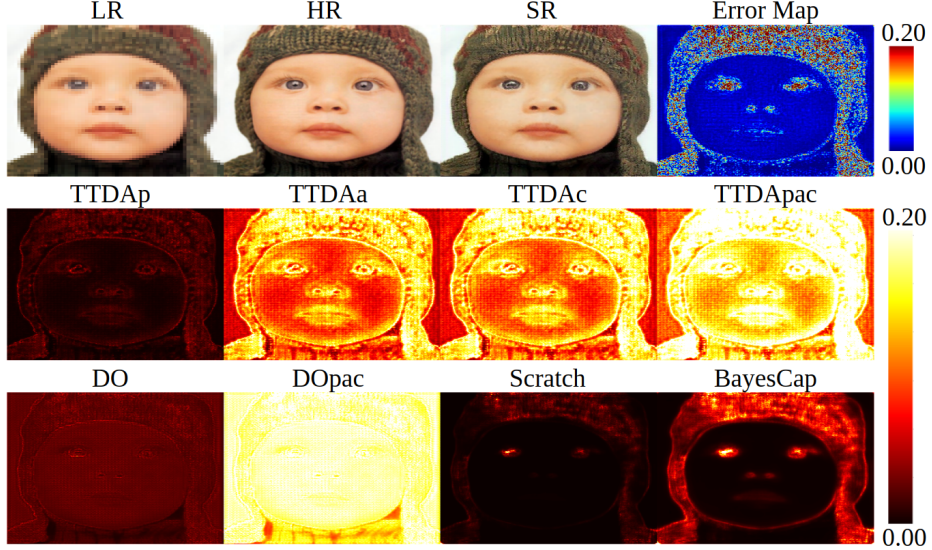 LR HR SR Error Map
0.20
0.00
TTDAp TTDAa TTDAc TTDApac
0.20
DO DOpac Scratch BayesCap
0.00